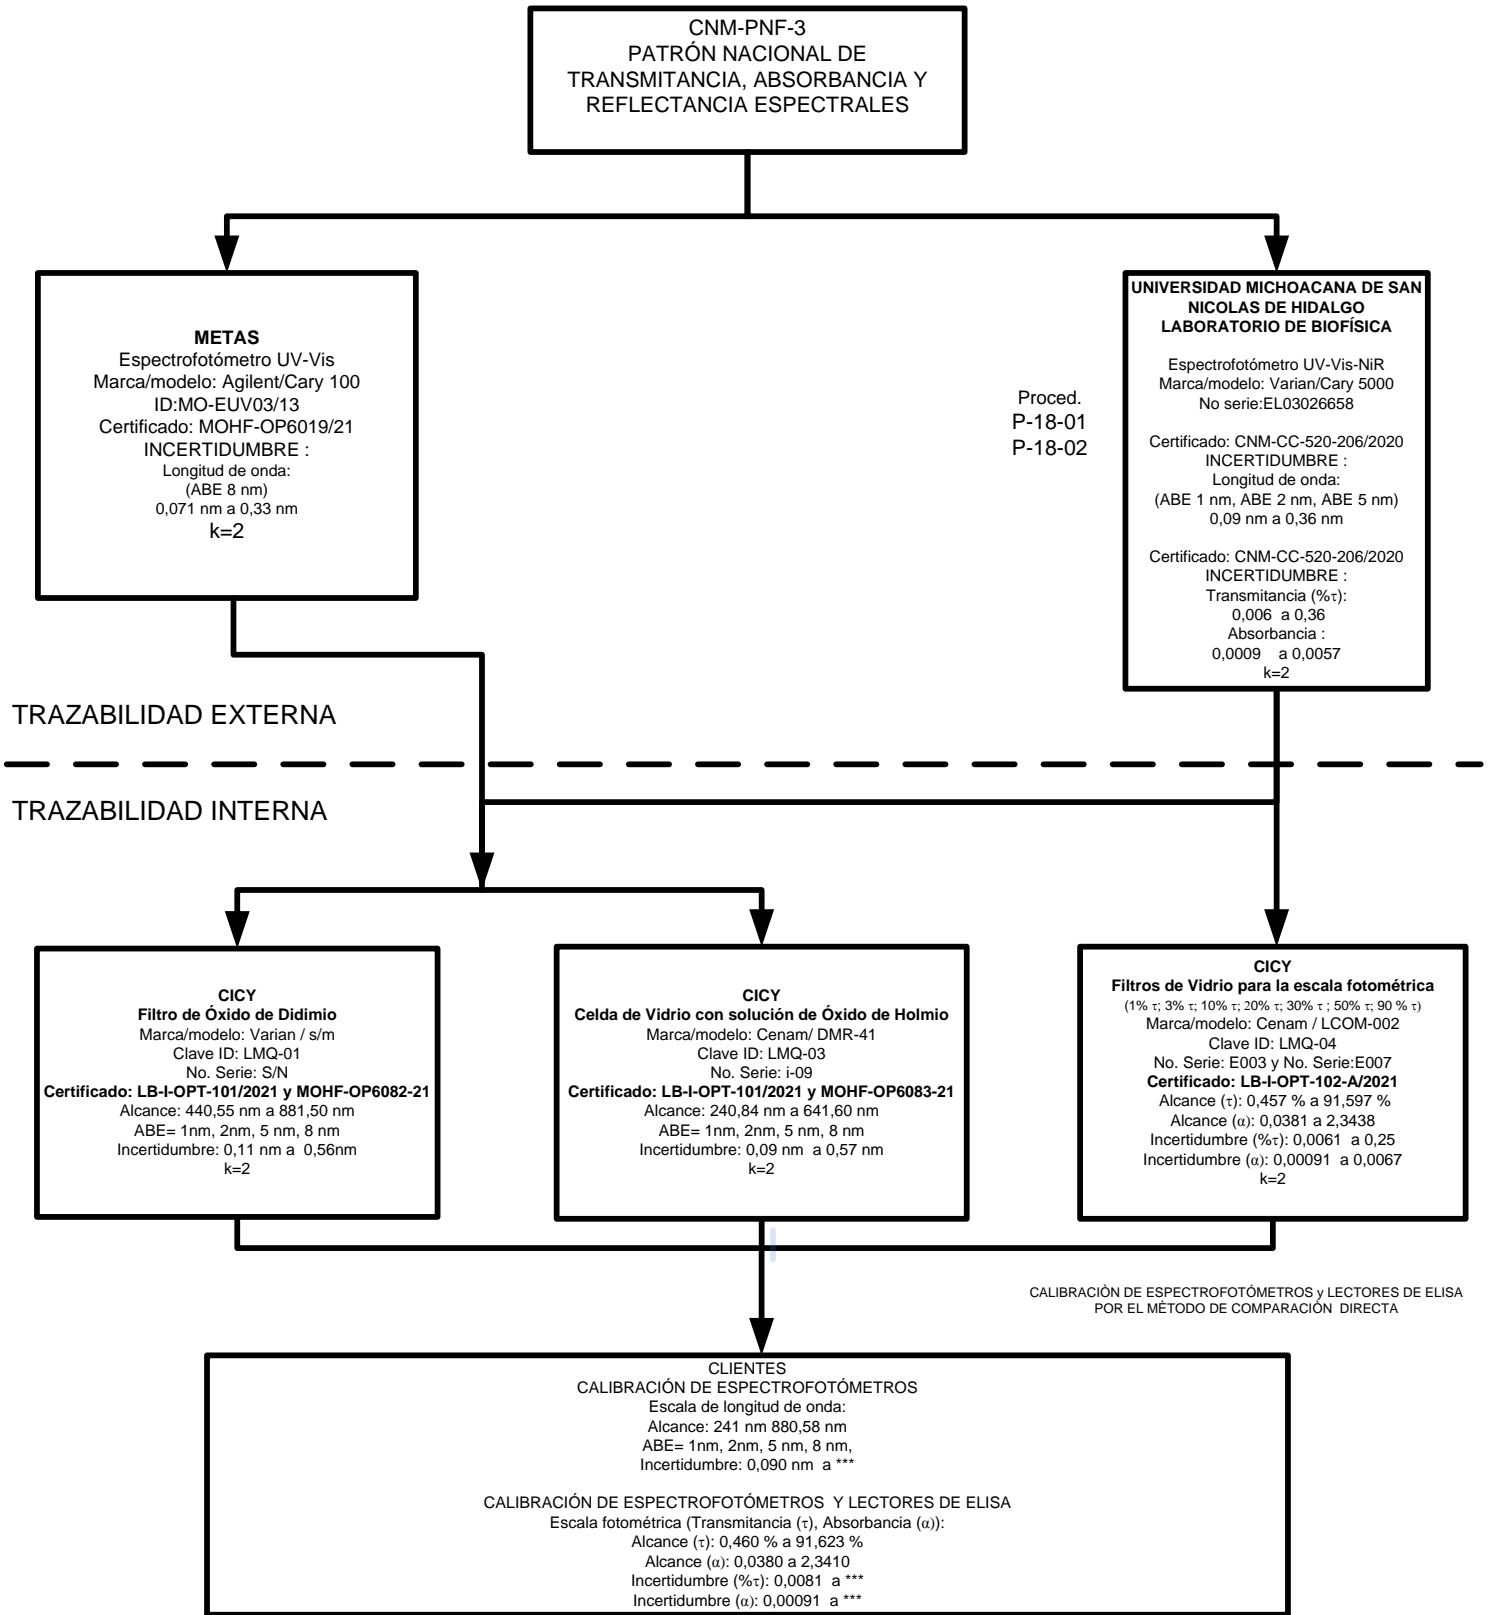 CNM-PNF-3
PATRÓN NACIONAL DE
TRANSMITANCIA, ABSORBANCIA Y
REFLECTANCIA ESPECTRALES
METAS
Espectrofotómetro UV-Vis
Marca/modelo: Agilent/Cary 100
ID:MO-EUV03/13
Certificado: MOHF-OP6019/21
INCERTIDUMBRE :
Longitud de onda:
(ABE 8 nm)
0,071 nm a 0,33 nm
k=2
Proced.
P-18-01
P-18-02
UNIVERSIDAD MICHOACANA DE SAN
NICOLAS DE HIDALGO
LABORATORIO DE BIOFÍSICA
Espectrofotómetro UV-Vis-NiR
Marca/modelo: Varian/Cary 5000
No serie:EL03026658
Certificado: CNM-CC-520-206/2020
INCERTIDUMBRE :
Longitud de onda:
(ABE 1 nm, ABE 2 nm, ABE 5 nm)
0,09 nm a 0,36 nm
Certificado: CNM-CC-520-206/2020
INCERTIDUMBRE :
Transmitancia (%τ):
0,006 a 0,36
Absorbancia :
0,0009 a 0,0057
k=2
TRAZABILIDAD EXTERNA
TRAZABILIDAD INTERNA
CICY
Filtro de Óxido de Didimio
Marca/modelo: Varian / s/m
Clave ID: LMQ-01
No. Serie: S/N
Certificado: LB-I-OPT-101/2021 y MOHF-OP6082-21
Alcance: 440,55 nm a 881,50 nm
ABE= 1nm, 2nm, 5 nm, 8 nm
Incertidumbre: 0,11 nm a 0,56nm
k=2
CICY
Celda de Vidrio con solución de Óxido de Holmio
Marca/modelo: Cenam/ DMR-41
Clave ID: LMQ-03
No. Serie: i-09
Certificado: LB-I-OPT-101/2021 y MOHF-OP6083-21
Alcance: 240,84 nm a 641,60 nm
ABE= 1nm, 2nm, 5 nm, 8 nm
Incertidumbre: 0,09 nm a 0,57 nm
k=2
CICY
Filtros de Vidrio para la escala fotométrica
(1% τ; 3% τ; 10% τ; 20% τ; 30% τ ; 50% τ; 90 % τ)
Marca/modelo: Cenam / LCOM-002
Clave ID: LMQ-04
No. Serie: E003 y No. Serie:E007
Certificado: LB-I-OPT-102-A/2021
Alcance (τ): 0,457 % a 91,597 %
Alcance (α): 0,0381 a 2,3438
Incertidumbre (%τ): 0,0061 a 0,25
Incertidumbre (α): 0,00091 a 0,0067
k=2
CALIBRACIÒN DE ESPECTROFOTÓMETROS y LECTORES DE ELISA
POR EL MÈTODO DE COMPARACIÒN DIRECTA
CLIENTES
CALIBRACIÓN DE ESPECTROFOTÓMETROS
Escala de longitud de onda:
Alcance: 241 nm 880,58 nm
ABE= 1nm, 2nm, 5 nm, 8 nm,
Incertidumbre: 0,090 nm a ***
CALIBRACIÓN DE ESPECTROFOTÓMETROS Y LECTORES DE ELISA
Escala fotométrica (Transmitancia (τ), Absorbancia (α)):
Alcance (τ): 0,460 % a 91,623 %
Alcance (α): 0,0380 a 2,3410
Incertidumbre (%τ): 0,0081 a ***
Incertidumbre (α): 0,00091 a ***